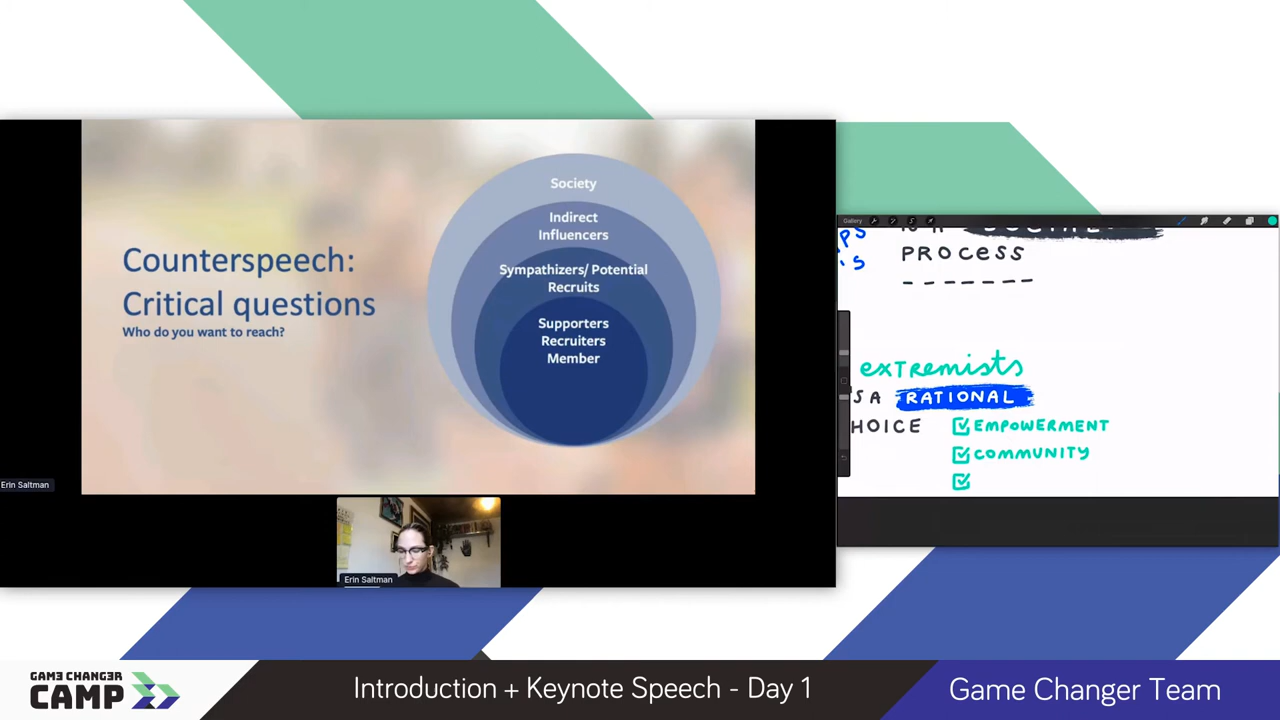 Counterspeech:
Critical questions
Who do you want to reach?
Society
Indirect
Influencers
Sympathizers/ Potential
Recruits
Supporters
Recruiters
Member
Erin Saltman
Erin Saltman
Gallery
PROCESS
extremists
S A RATIONAL
HOICE
EMPOWERMENT
COMMUNITY
GAME CHANGER
CAMP
Introduction + Keynote Speech - Day 1
Game Changer Team